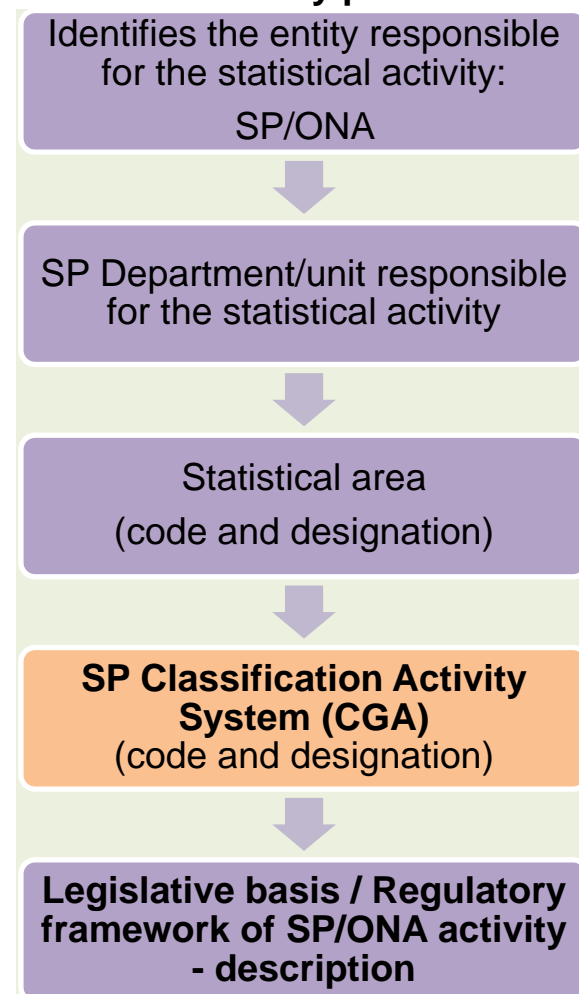 Identifies the entity responsible
for the statistical activity:
SP/ONA
SP Department/unit responsible
for the statistical activity
Statistical area
(code and designation)
SP Classification Activity
System (CGA)
(code and designation)
Legislative basis / Regulatory
framework of SP/ONA activity
- description